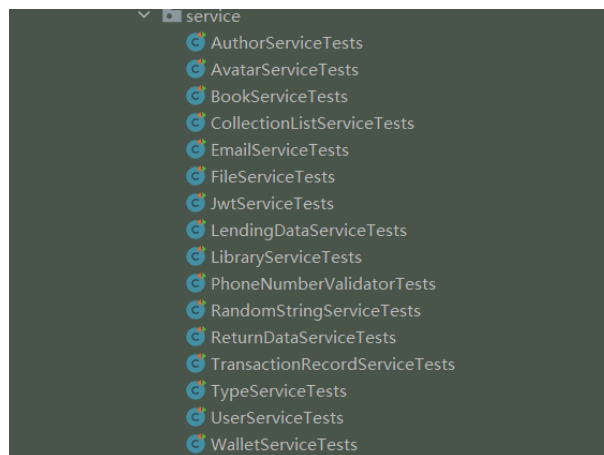 service
AuthorServiceTests
AvatarServiceTests
BookServiceTests
CollectionListServiceTests
EmailServiceTests
FileServiceTests
JwtServiceTests
LendingDataServiceTests
LibraryServiceTests
PhoneNumberValidatorTests
RandomStringServiceTests
ReturnDataServiceTests
TransactionRecordServiceTests
TypeServiceTests
UserServiceTests
WalletServiceTests